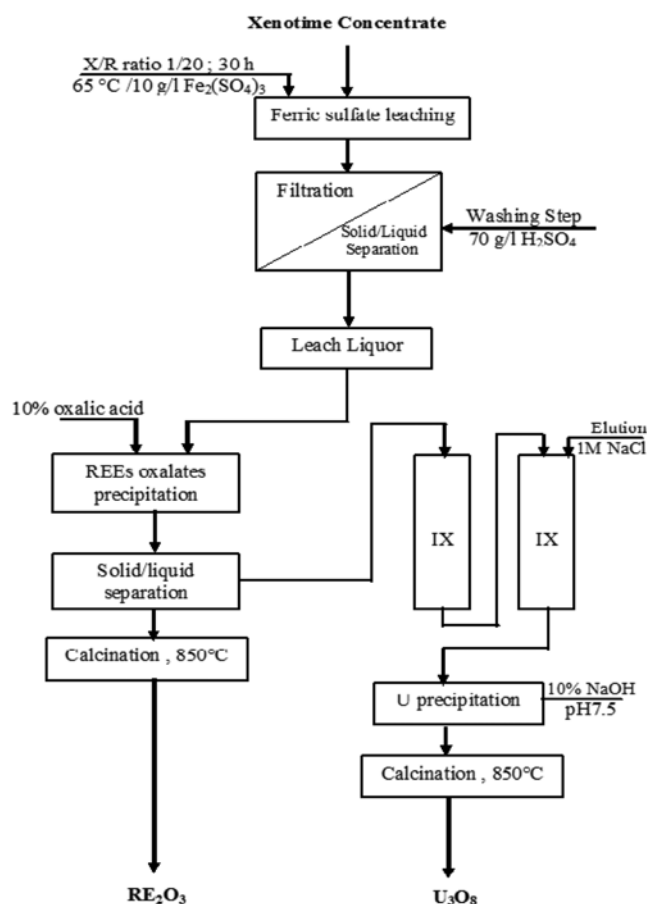 Xenotime Concentrate
X/R ratio 1/20 ; 30 h
65 °C /10 g/l Fe₂(SO₄)₃
Ferric sulfate leaching
Filtration
Solid/Liquid
Separation
Washing Step
70 g/l H₂SO₄
Leach Liquor
10% oxalic acid
REEs oxalates
precipitation
Solid/liquid
separation
Calcination , 850°C
Elution
1M NaCl
IX
IX
U precipitation
10% NaOH
pH7.5
Calcination , 850°C
RE₂O₃
U₃O₈